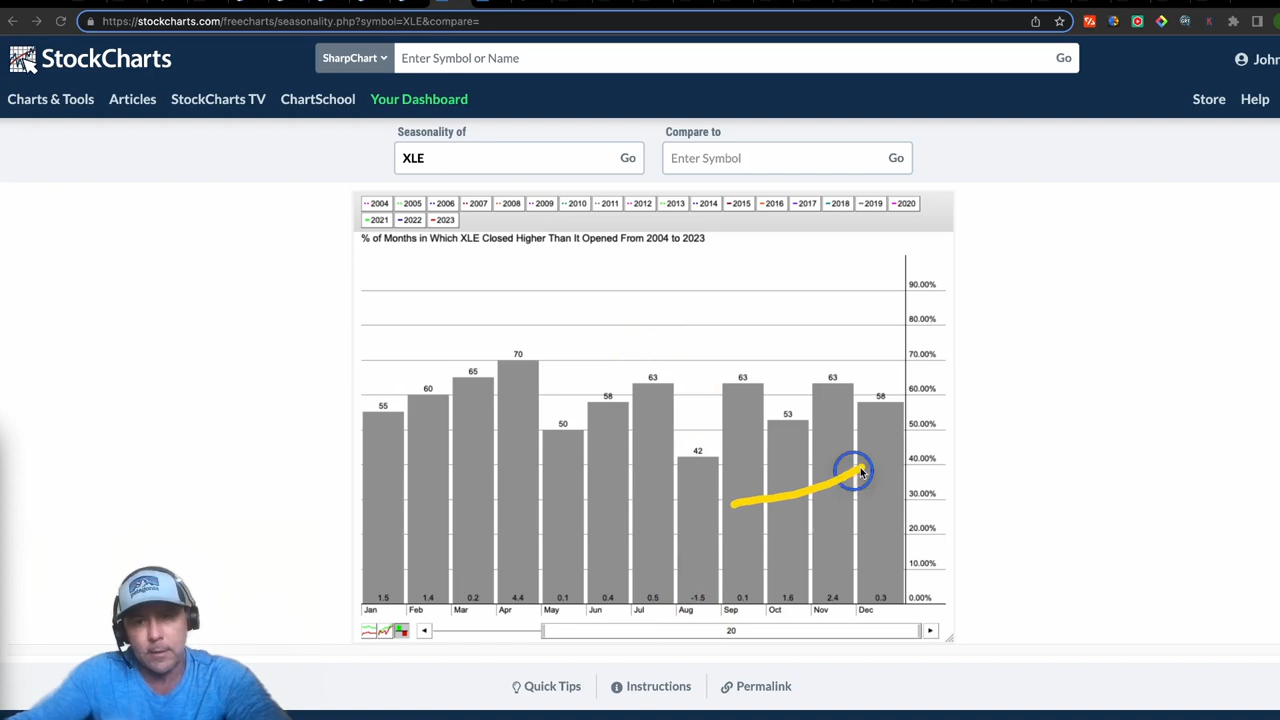 https://stockcharts.com/freecharts/seasonality.php?symbol=XLE&compare=
StockCharts
SharpChart
Enter Symbol or Name
Go
John
Charts & Tools Articles StockCharts TV ChartSchool Your Dashboard
Store Help
Seasonality of
Compare to
XLE Go
Enter Symbol Go
2004 2005 2006 2007 2008 2009 2010 2011 2012 2013 2014 2015 2016 2017 2018 2019 2020
2021 2022 2023
% of Months in Which XLE Closed Higher Than It Opened From 2004 to 2023
90.00%
80.00%
70.00%
60.00%
50.00%
40.00%
30.00%
20.00%
10.00%
0.00%
55 60 65 70 50 58 63 42 63 53 63 58
1.5 1.4 0.2 4.4 0.1 0.4 0.5 -1.5 0.1 1.6 2.4 0.3
Jan Feb Mar Apr May Jun Jul Aug Sep Oct Nov Dec
20
Quick Tips Instructions Permalink
patagonia